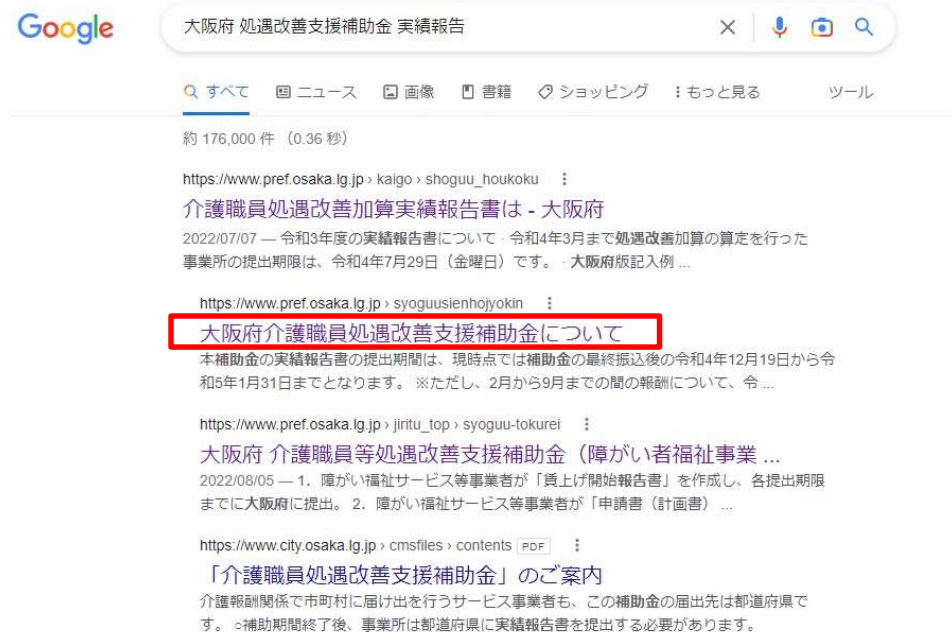 Google
大阪府 処遇改善支援補助金 実績報告
すべて ニュース 画像 書籍 ショッピング もっと見る ツール
約 176,000 件 （0.36 秒）
https://www.pref.osaka.lg.jp › kaigo › shoguu_houkoku
介護職員処遇改善加算実績報告書は - 大阪府
2022/07/07 — 令和3年度の実績報告書について · 令和4年3月まで処遇改善加算の算定を行った
事業所の提出期限は、令和4年7月29日（金曜日）です。 · 大阪府版記入例 ...
https://www.pref.osaka.lg.jp › syoguusienhojyokin
大阪府介護職員処遇改善支援補助金について
本補助金の実績報告書の提出期間は、現時点では補助金の最終振込後の令和4年12月19日から令
和5年1月31日までとなります。 ※ただし、2月から9月までの間の報酬について、令 ...
https://www.pref.osaka.lg.jp › jiritu_top › syoguu-tokurei
大阪府 介護職員等処遇改善支援補助金（障がい者福祉事業 ...
2022/08/05 — 1．障がい福祉サービス等事業者が「賃上げ開始報告書」を作成し、各提出期限
までに大阪府に提出。 2．障がい福祉サービス等事業者が「申請書（計画書） ...
https://www.city.osaka.lg.jp › cmsfiles › contents PDF
「介護職員処遇改善支援補助金」のご案内
介護報酬関係で市町村に届け出を行うサービス事業者も、この補助金の届出先は都道府県で
す。 ○補助期間終了後、事業所は都道府県に実績報告書を提出する必要があります。